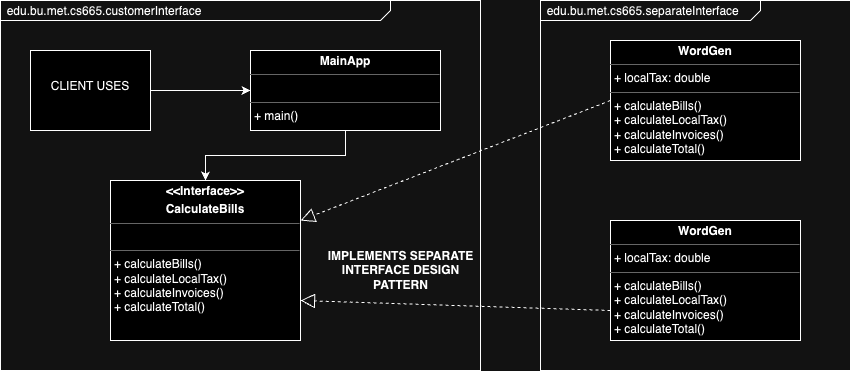 edu.bu.met.cs665.customerInterface
CLIENT USES
MainApp
+ main()
<<Interface>>
CalculateBills
+ calculateBills()
+ calculateLocalTax()
+ calculateInvoices()
+ calculateTotal()
IMPLEMENTS SEPARATE
INTERFACE DESIGN
PATTERN
edu.bu.met.cs665.separateInterface
WordGen
+ localTax: double
+ calculateBills()
+ calculateLocalTax()
+ calculateInvoices()
+ calculateTotal()
WordGen
+ localTax: double
+ calculateBills()
+ calculateLocalTax()
+ calculateInvoices()
+ calculateTotal()